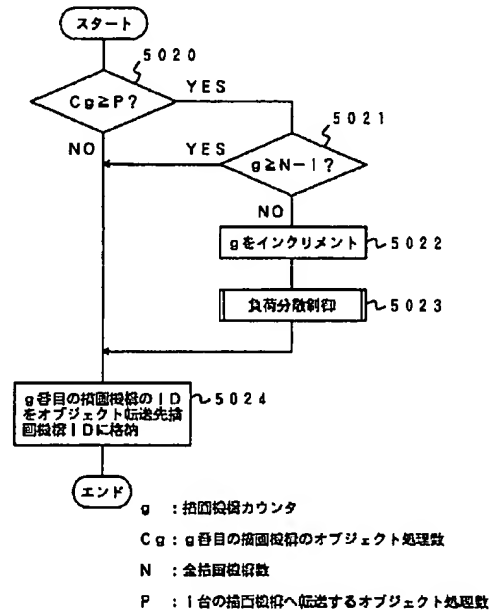 スタート
5020
Cg≧P?
YES
NO
5021
YES
g≧N-1?
NO
gをインクリメント
5022
負荷分散制御
5023
g番目の描画機構のID
をオブジェクト転送先描
画機構IDに格納
5024
エンド
g :描画機構カウンタ
Cg:g番目の描画機構のオブジェクト処理数
N :全描画機構数
P :1台の描画機構へ転送するオブジェクト処理数